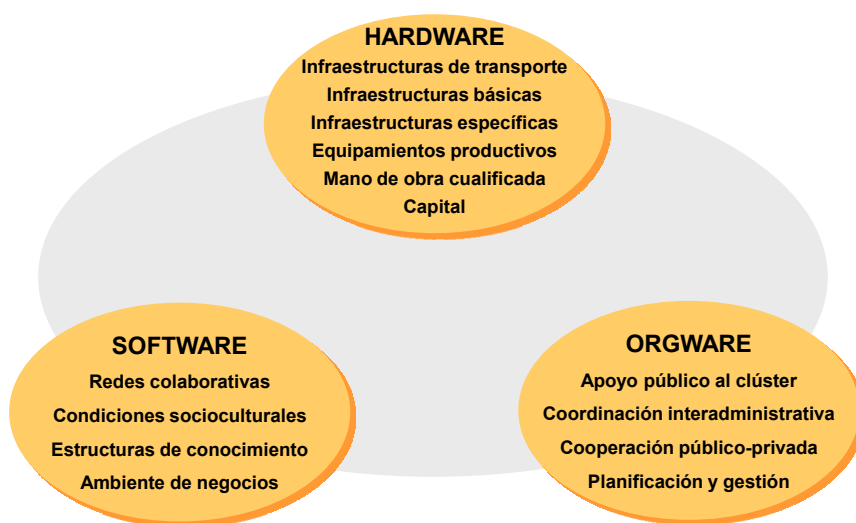 HARDWARE
Infraestructuras de transporte
Infraestructuras básicas
Infraestructuras específicas
Equipamientos productivos
Mano de obra cualificada
Capital
SOFTWARE
Redes colaborativas
Condiciones socioculturales
Estructuras de conocimiento
Ambiente de negocios
ORGWARE
Apoyo público al clúster
Coordinación interadministrativa
Cooperación público-privada
Planificación y gestión